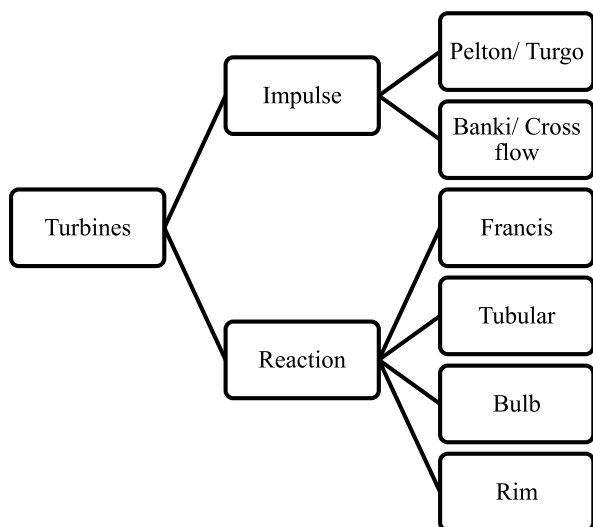 Turbines
Impulse
Pelton/ Turgo
Banki/ Cross
flow
Reaction
Francis
Tubular
Bulb
Rim